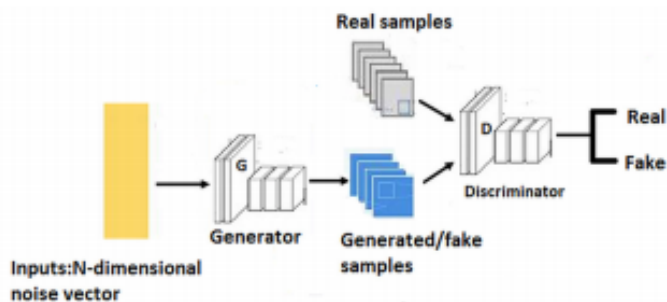 Real samples
D
Real
Fake
Discriminator
G
Generator
Generated/fake
samples
Inputs:N-dimensional
noise vector